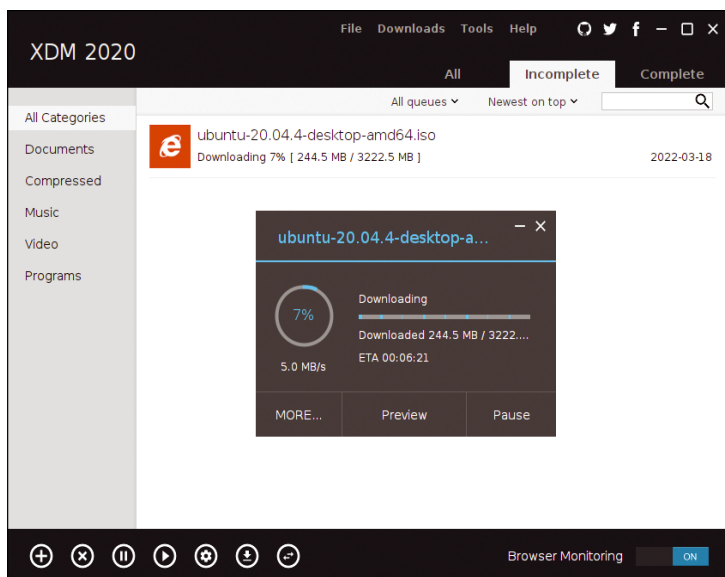 XDM 2020
File Downloads Tools Help
All Incomplete Complete
All queues Newest on top
All Categories
Documents
Compressed
Music
Video
Programs
ubuntu-20.04.4-desktop-amd64.iso
Downloading 7% [ 244.5 MB / 3222.5 MB ]
2022-03-18
ubuntu-20.04.4-desktop-a...
7%
5.0 MB/s
Downloading
Downloaded 244.5 MB / 3222....
ETA 00:06:21
MORE... Preview Pause
Browser Monitoring ON